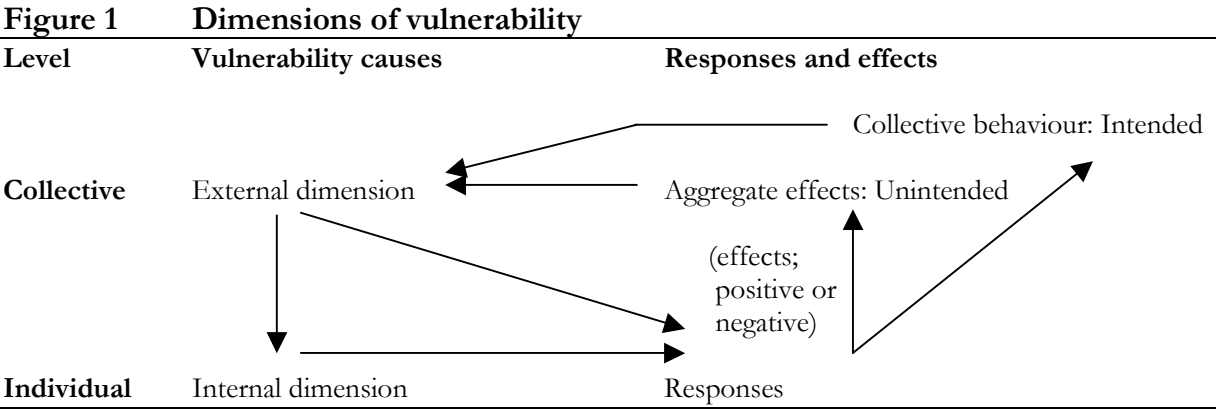 Figure 1 Dimensions of vulnerability
Level Vulnerability causes Responses and effects
Collective behaviour: Intended
Collective External dimension Aggregate effects: Unintended
(effects;
positive or
negative)
Individual Internal dimension Responses